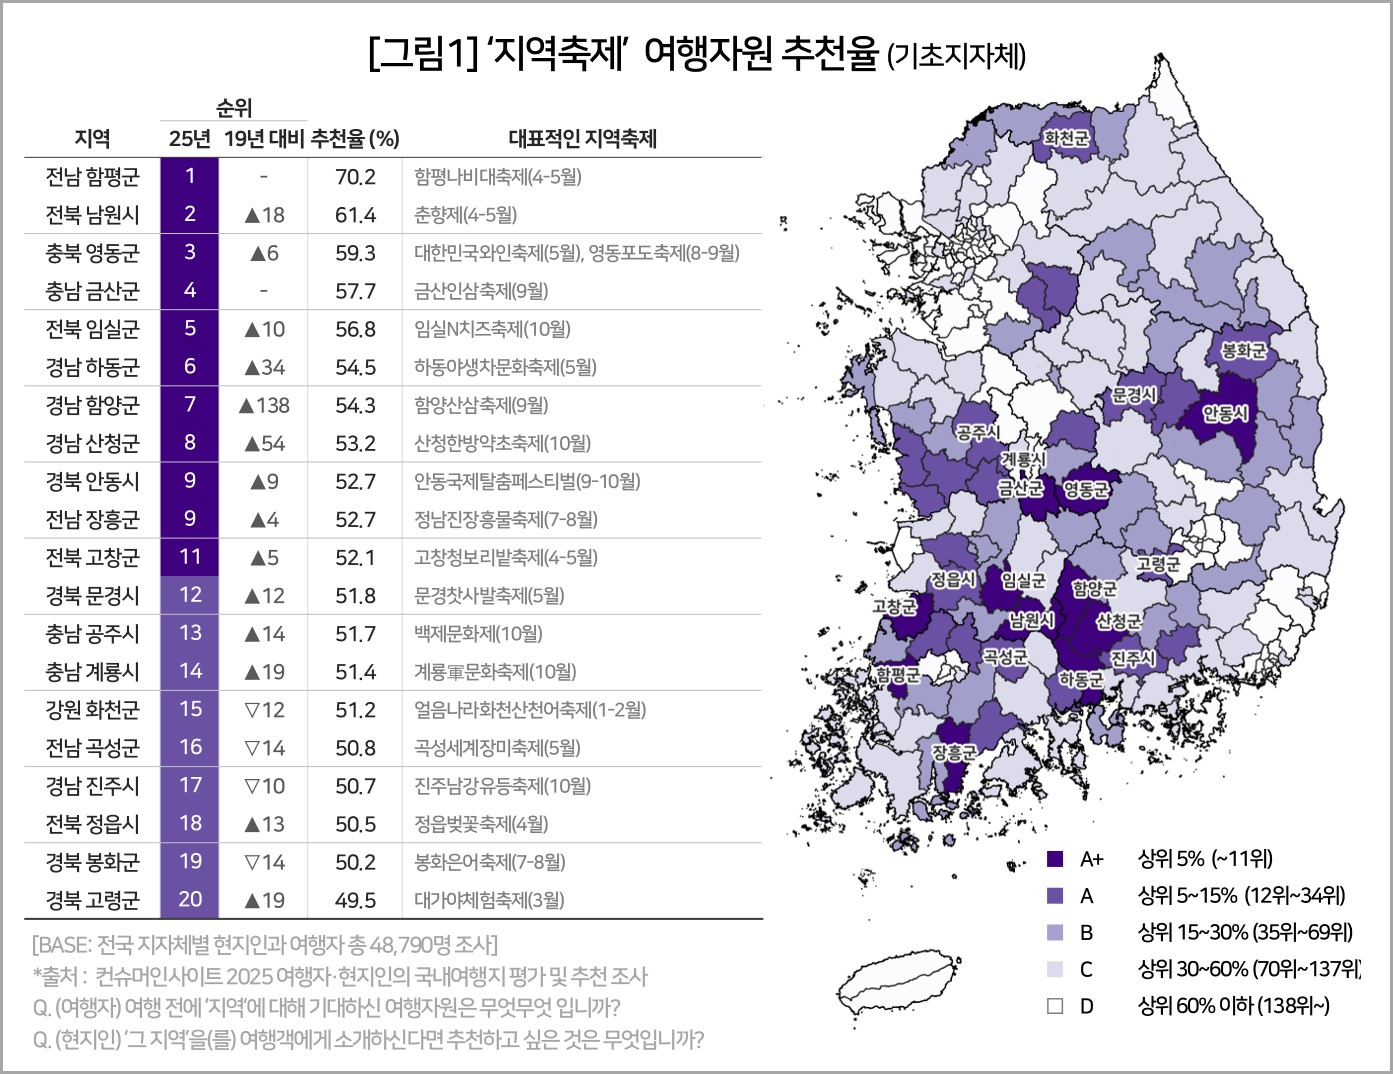 [그림1] ‘지역축제’ 여행자원 추천율 (기초지자체)
순위
지역 25년 19년 대비 추천율 (%) 대표적인 지역축제
전남 함평군 1 - 70.2 함평나비대축제(4-5월)
전북 남원시 2 ▲18 61.4 춘향제(4-5월)
충북 영동군 3 ▲6 59.3 대한민국와인축제(5월), 영동포도축제(8-9월)
충남 금산군 4 - 57.7 금산인삼축제(9월)
전북 임실군 5 ▲10 56.8 임실N치즈축제(10월)
경남 하동군 6 ▲34 54.5 하동야생차문화축제(5월)
경남 함양군 7 ▲138 54.3 함양산삼축제(9월)
경남 산청군 8 ▲54 53.2 산청한방약초축제(10월)
경북 안동시 9 ▲9 52.7 안동국제탈춤페스티벌(9-10월)
전남 장흥군 9 ▲4 52.7 정남진장흥물축제(7-8월)
전북 고창군 11 ▲5 52.1 고창청보리밭축제(4-5월)
경북 문경시 12 ▲12 51.8 문경찻사발축제(5월)
충남 공주시 13 ▲14 51.7 백제문화제(10월)
충남 계룡시 14 ▲19 51.4 계룡軍문화축제(10월)
강원 화천군 15 ▽12 51.2 얼음나라화천산천어축제(1-2월)
전남 곡성군 16 ▽14 50.8 곡성세계장미축제(5월)
경남 진주시 17 ▽10 50.7 진주남강유등축제(10월)
전북 정읍시 18 ▲13 50.5 정읍벚꽃축제(4월)
경북 봉화군 19 ▽14 50.2 봉화은어축제(7-8월)
경북 고령군 20 ▲19 49.5 대가야체험축제(3월)
[BASE: 전국 지자체별 현지인과 여행자 총 48,790명 조사]
*출처 : 컨슈머인사이트 2025 여행자·현지인의 국내여행지 평가 및 추천 조사
Q. (여행자) 여행 전에 ‘지역’에 대해 기대하신 여행자원은 무엇무엇 입니까?
Q. (현지인) ‘그 지역’을(를) 여행객에게 소개하신다면 추천하고 싶은 것은 무엇입니까?
화천군
봉화군
문경시
안동시
공주시
계룡시
금산군
영동군
고령군
정읍시
임실군
함양군
고창군
남원시
산청군
곡성군
진주시
함평군
하동군
장흥군
A+ 상위 5% (~11위)
A 상위 5~15% (12위~34위)
B 상위 15~30% (35위~69위)
C 상위 30~60% (70위~137위)
D 상위 60% 이하 (138위~)